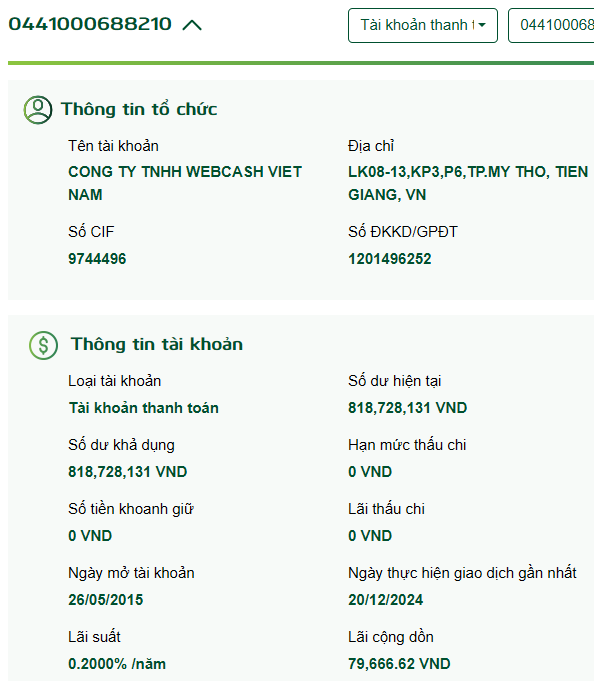 0441000688210
Tài khoản thanh t
044100068
Thông tin tổ chức
Tên tài khoản
CONG TY TNHH WEBCASH VIET
NAM
Địa chỉ
LK08-13,KP3,P6,TP.MY THO, TIEN
GIANG, VN
Số CIF
9744496
Số ĐKKD/GPĐT
1201496252
Thông tin tài khoản
Loại tài khoản
Tài khoản thanh toán
Số dư hiện tại
818,728,131 VND
Số dư khả dụng
818,728,131 VND
Hạn mức thấu chi
0 VND
Số tiền khoanh giữ
0 VND
Lãi thấu chi
0 VND
Ngày mở tài khoản
26/05/2015
Ngày thực hiện giao dịch gần nhất
20/12/2024
Lãi suất
0.2000% /năm
Lãi cộng dồn
79,666.62 VND